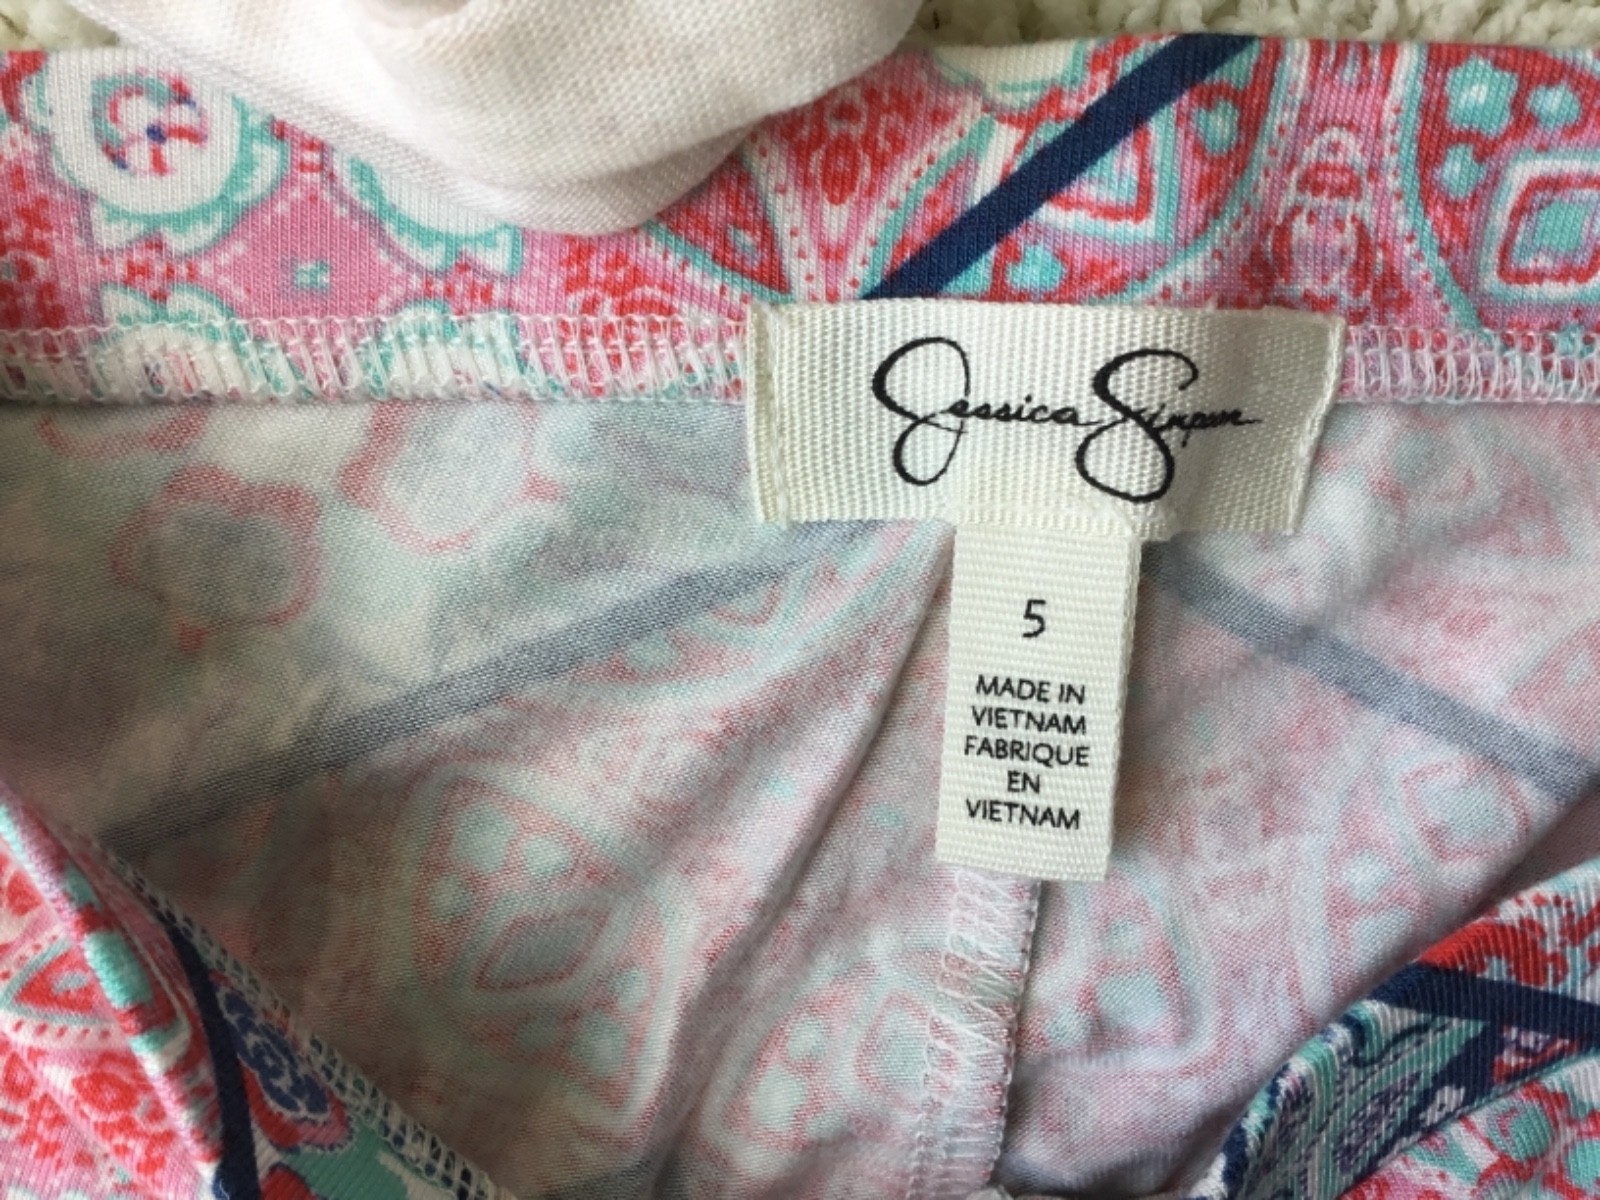 Jessica Simpson
5
MADE IN
VIETNAM
FABRIQUE
EN
VIETNAM